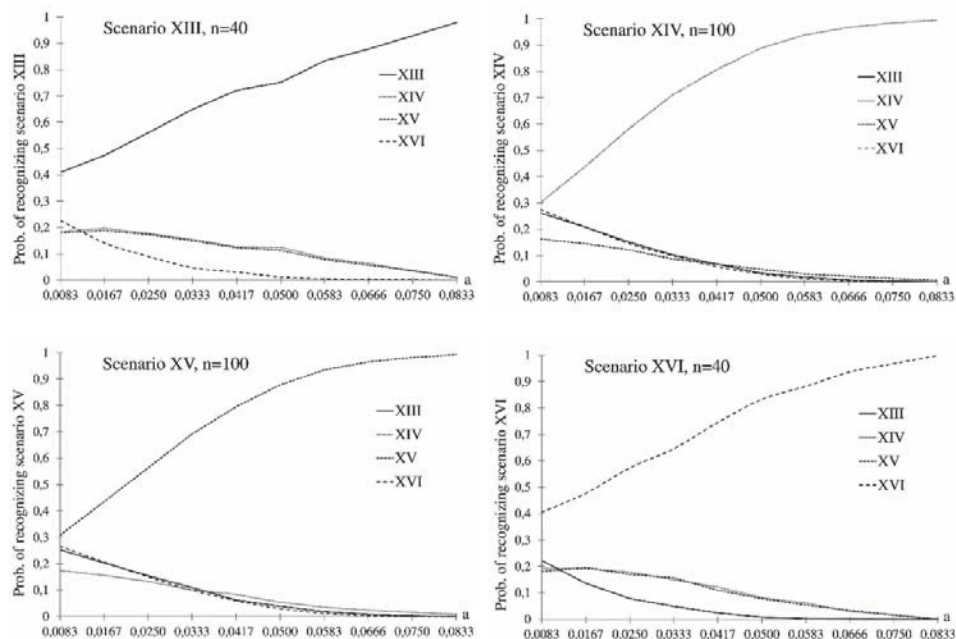 Scenario XIII, n=40
Prob. of recognizing scenario XIII
1
0,9
0,8
0,7
0,6
0,5
0,4
0,3
0,2
0,1
0
XIII
XIV
XV
XVI
a
0,0083 0,0167 0,0250 0,0333 0,0417 0,0500 0,0583 0,0666 0,0750 0,0833
Scenario XIV, n=100
Prob. of recognizing scenario XIV
1
0,9
0,8
0,7
0,6
0,5
0,4
0,3
0,2
0,1
0
XIII
XIV
XV
XVI
a
0,0083 0,0167 0,0250 0,0333 0,0417 0,0500 0,0583 0,0666 0,0750 0,0833
Scenario XV, n=100
Prob. of recognizing scenario XV
1
0,9
0,8
0,7
0,6
0,5
0,4
0,3
0,2
0,1
0
XIII
XIV
XV
XVI
a
0,0083 0,0167 0,0250 0,0333 0,0417 0,0500 0,0583 0,0666 0,0750 0,0833
Scenario XVI, n=40
Prob. of recognizing scenario XVI
1
0,9
0,8
0,7
0,6
0,5
0,4
0,3
0,2
0,1
0
XIII
XIV
XV
XVI
a
0,0083 0,0167 0,0250 0,0333 0,0417 0,0500 0,0583 0,0666 0,0750 0,0833